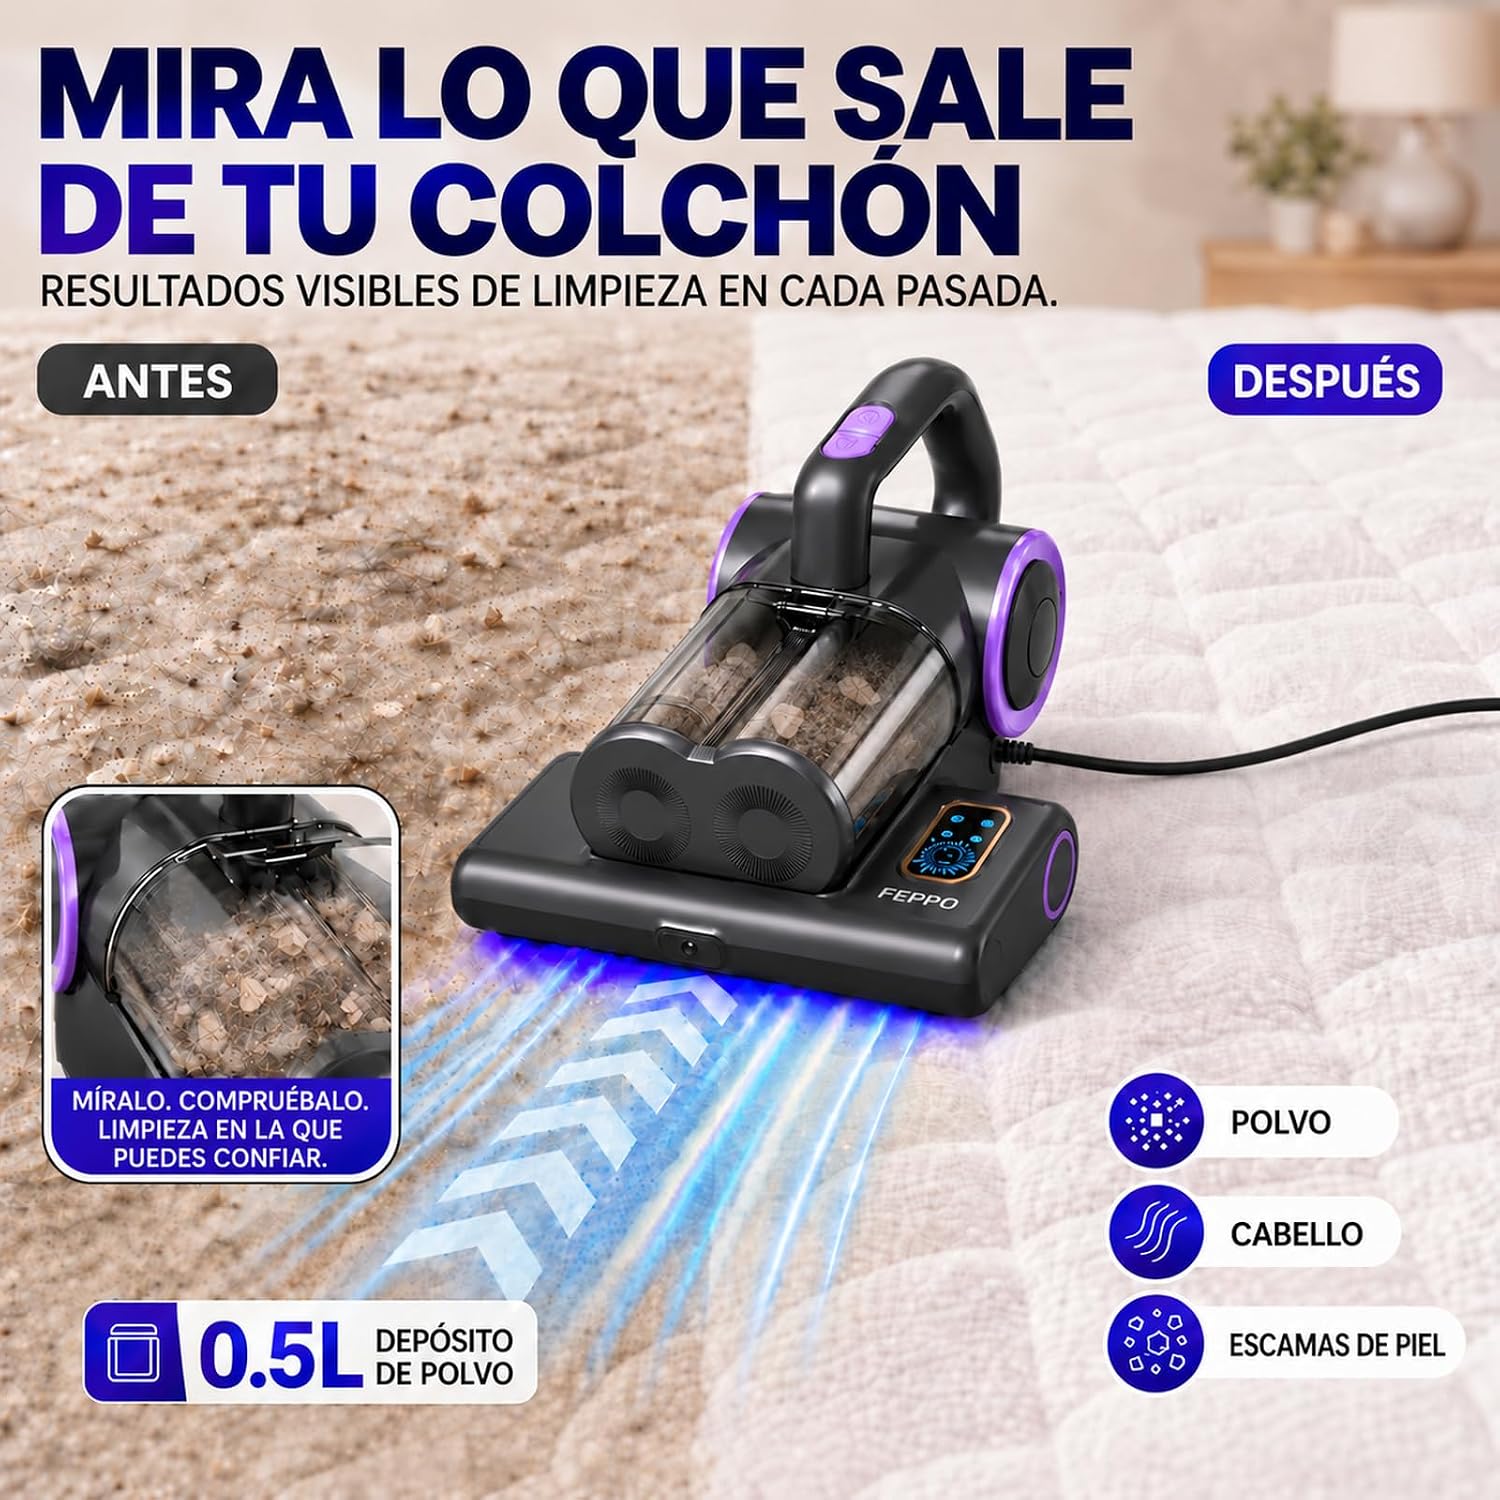 MIRA LO QUE SALE
DE TU COLCHÓN
RESULTADOS VISIBLES DE LIMPIEZA EN CADA PASADA.
ANTES
DESPUÉS
FEPPO
MÍRALO. COMPRUÉBALO.
LIMPIEZA EN LA QUE
PUEDES CONFIAR.
POLVO
CABELLO
ESCAMAS DE PIEL
0.5L
DEPÓSITO
DE POLVO